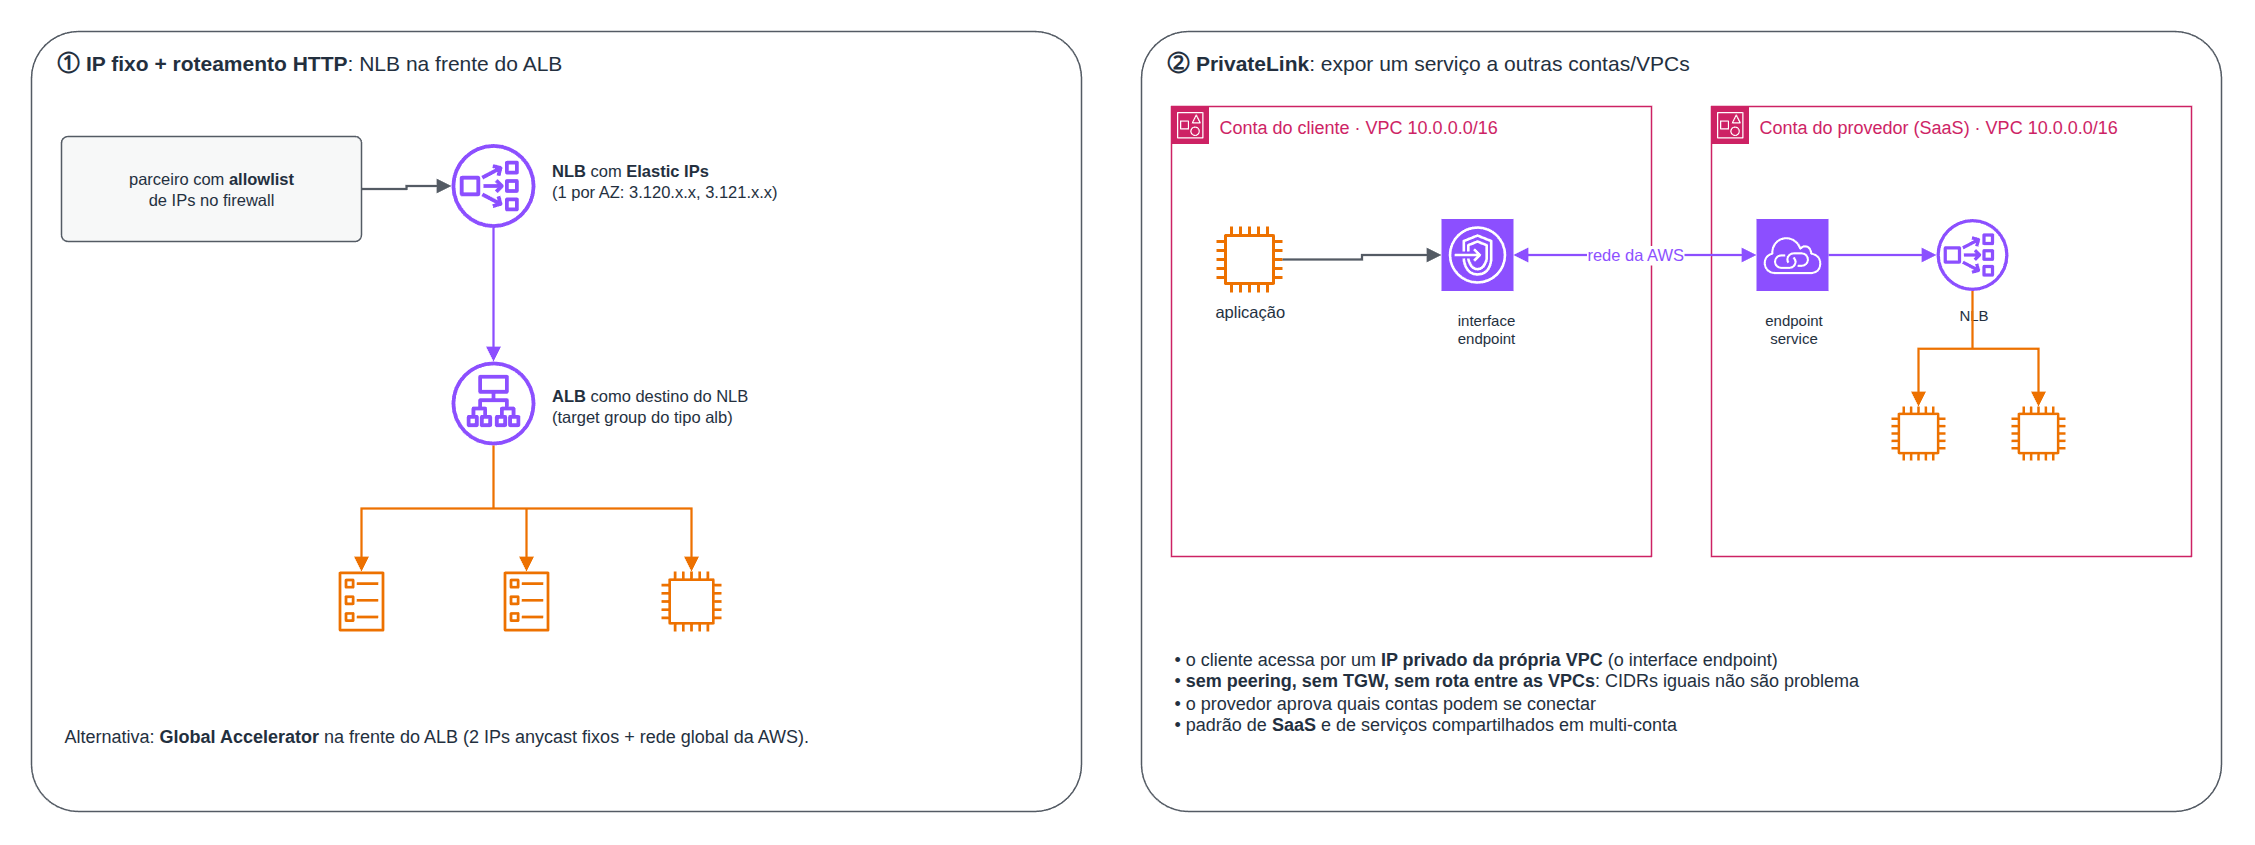 ① IP fixo + roteamento HTTP: NLB na frente do ALB
parceiro com allowlist
de IPs no firewall
NLB com Elastic IPs
(1 por AZ: 3.120.x.x, 3.121.x.x)
ALB como destino do NLB
(target group do tipo alb)
Alternativa: Global Accelerator na frente do ALB (2 IPs anycast fixos + rede global da AWS).
② PrivateLink: expor um serviço a outras contas/VPCs
Conta do cliente · VPC 10.0.0.0/16
Conta do provedor (SaaS) · VPC 10.0.0.0/16
rede da AWS
aplicação
interface
endpoint
endpoint
service
NLB
• o cliente acessa por um IP privado da própria VPC (o interface endpoint)
• sem peering, sem TGW, sem rota entre as VPCs: CIDRs iguais não são problema
• o provedor aprova quais contas podem se conectar
• padrão de SaaS e de serviços compartilhados em multi-conta